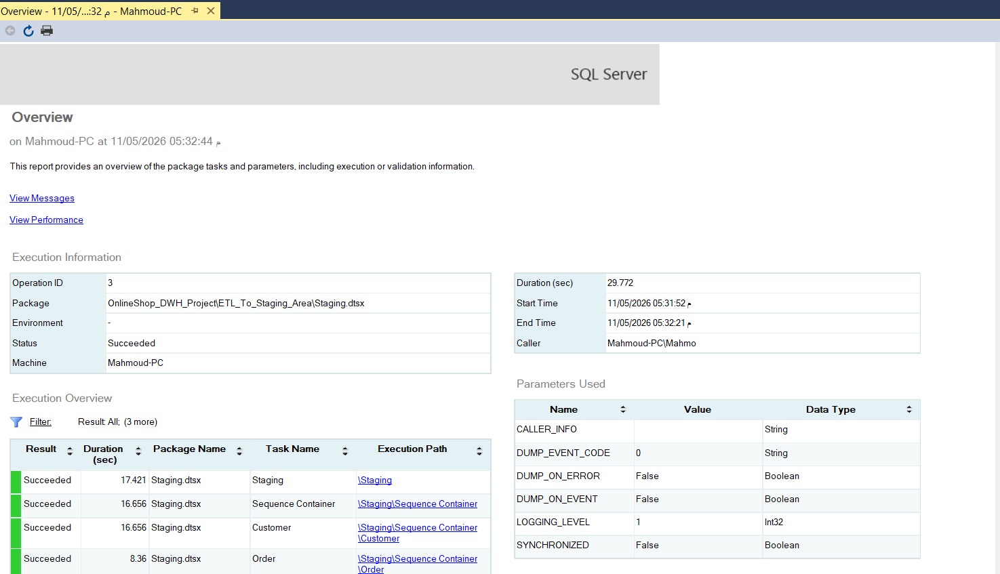 Overview - 11/05/...:32 م - Mahmoud-PC
SQL Server
Overview
on Mahmoud-PC at 11/05/2026 05:32:44 م
This report provides an overview of the package tasks and parameters, including execution or validation information.
View Messages
View Performance
Execution Information
Operation ID 3
Package OnlineShop_DWH_Project\ETL_To_Staging_Area\Staging.dtsx
Environment -
Status Succeeded
Machine Mahmoud-PC
Duration (sec) 29.772
Start Time 11/05/2026 05:31:52 م
End Time 11/05/2026 05:32:21 م
Caller Mahmoud-PC\Mahmo
Execution Overview
Filter: Result: All; (3 more)
Result Duration (sec) Package Name Task Name Execution Path
Succeeded 17.421 Staging.dtsx Staging \Staging
Succeeded 16.656 Staging.dtsx Sequence Container \Staging\Sequence Container
Succeeded 16.656 Staging.dtsx Customer \Staging\Sequence Container
\Customer
Succeeded 8.36 Staging.dtsx Order \Staging\Sequence Container
\Order
Parameters Used
Name Value Data Type
CALLER_INFO String
DUMP_EVENT_CODE 0 String
DUMP_ON_ERROR False Boolean
DUMP_ON_EVENT False Boolean
LOGGING_LEVEL 1 Int32
SYNCHRONIZED False Boolean